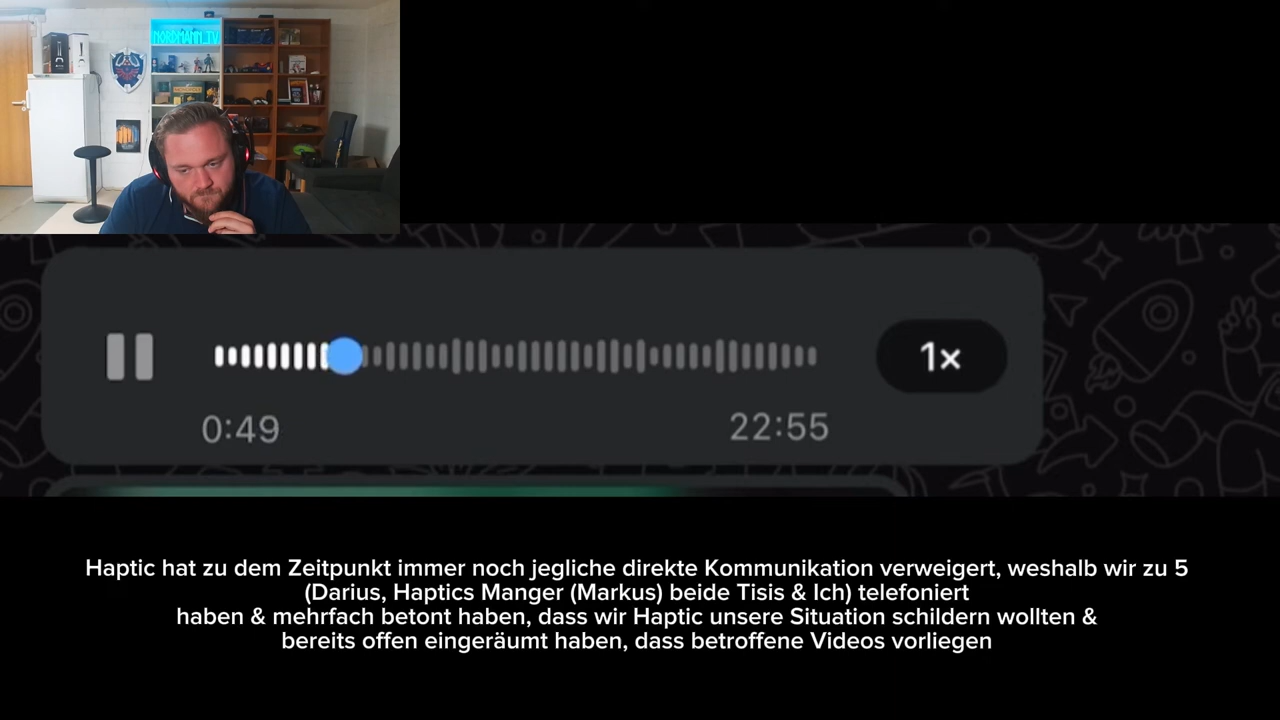 NORDMANN_VT
MONOPOLY
1×
0:49
22:55
Haptic hat zu dem Zeitpunkt immer noch jegliche direkte Kommunikation verweigert, weshalb wir zu 5
(Darius, Haptics Manger (Markus) beide Tisis & Ich) telefoniert
haben & mehrfach betont haben, dass wir Haptic unsere Situation schildern wollten &
bereits offen eingeräumt haben, dass betroffene Videos vorliegen